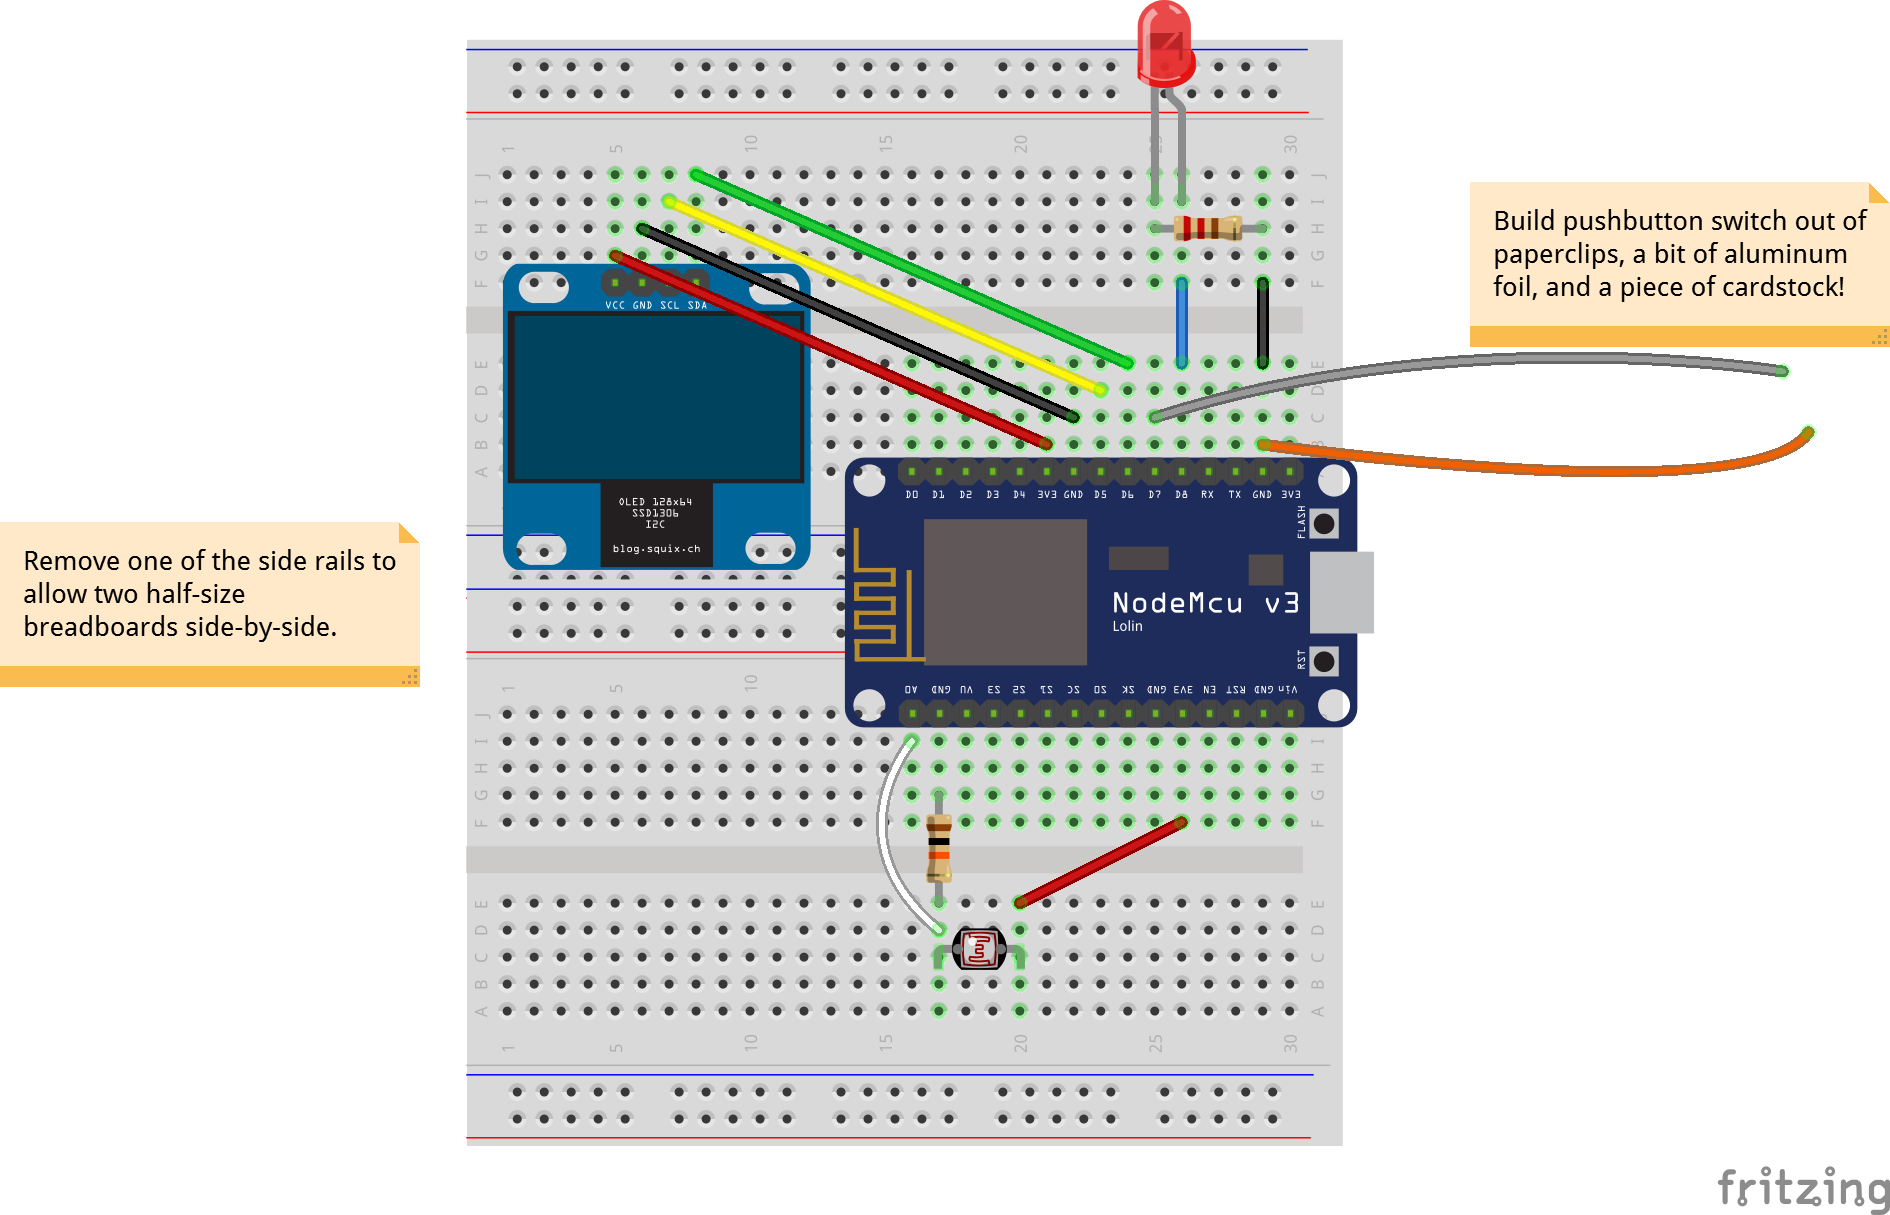 1 5 10 15 20 25 30
J J
I I
H H
G G
F F
VCC GND SCL SDA
E E
D D
C C
B B
A
OLED 128x64
SSD1306
I2C
blog.squix.ch
D0 D1 D2 D3 D4 3V3 GND D5 D6 D7 D8 RX TX GND 3V3
FLASH
NodeMcu v3
Lolin
RST
A0 GND VU S3 S2 S1 SC SO SK GND 3V3 EN RST GND Vin
1 5 10
J
I I
H H
G G
F F
E E
D D
C C
B B
A A
1 5 10 15 20 25 30
Build pushbutton switch out of
paperclips, a bit of aluminum
foil, and a piece of cardstock!
Remove one of the side rails to
allow two half-size
breadboards side-by-side.
fritzing